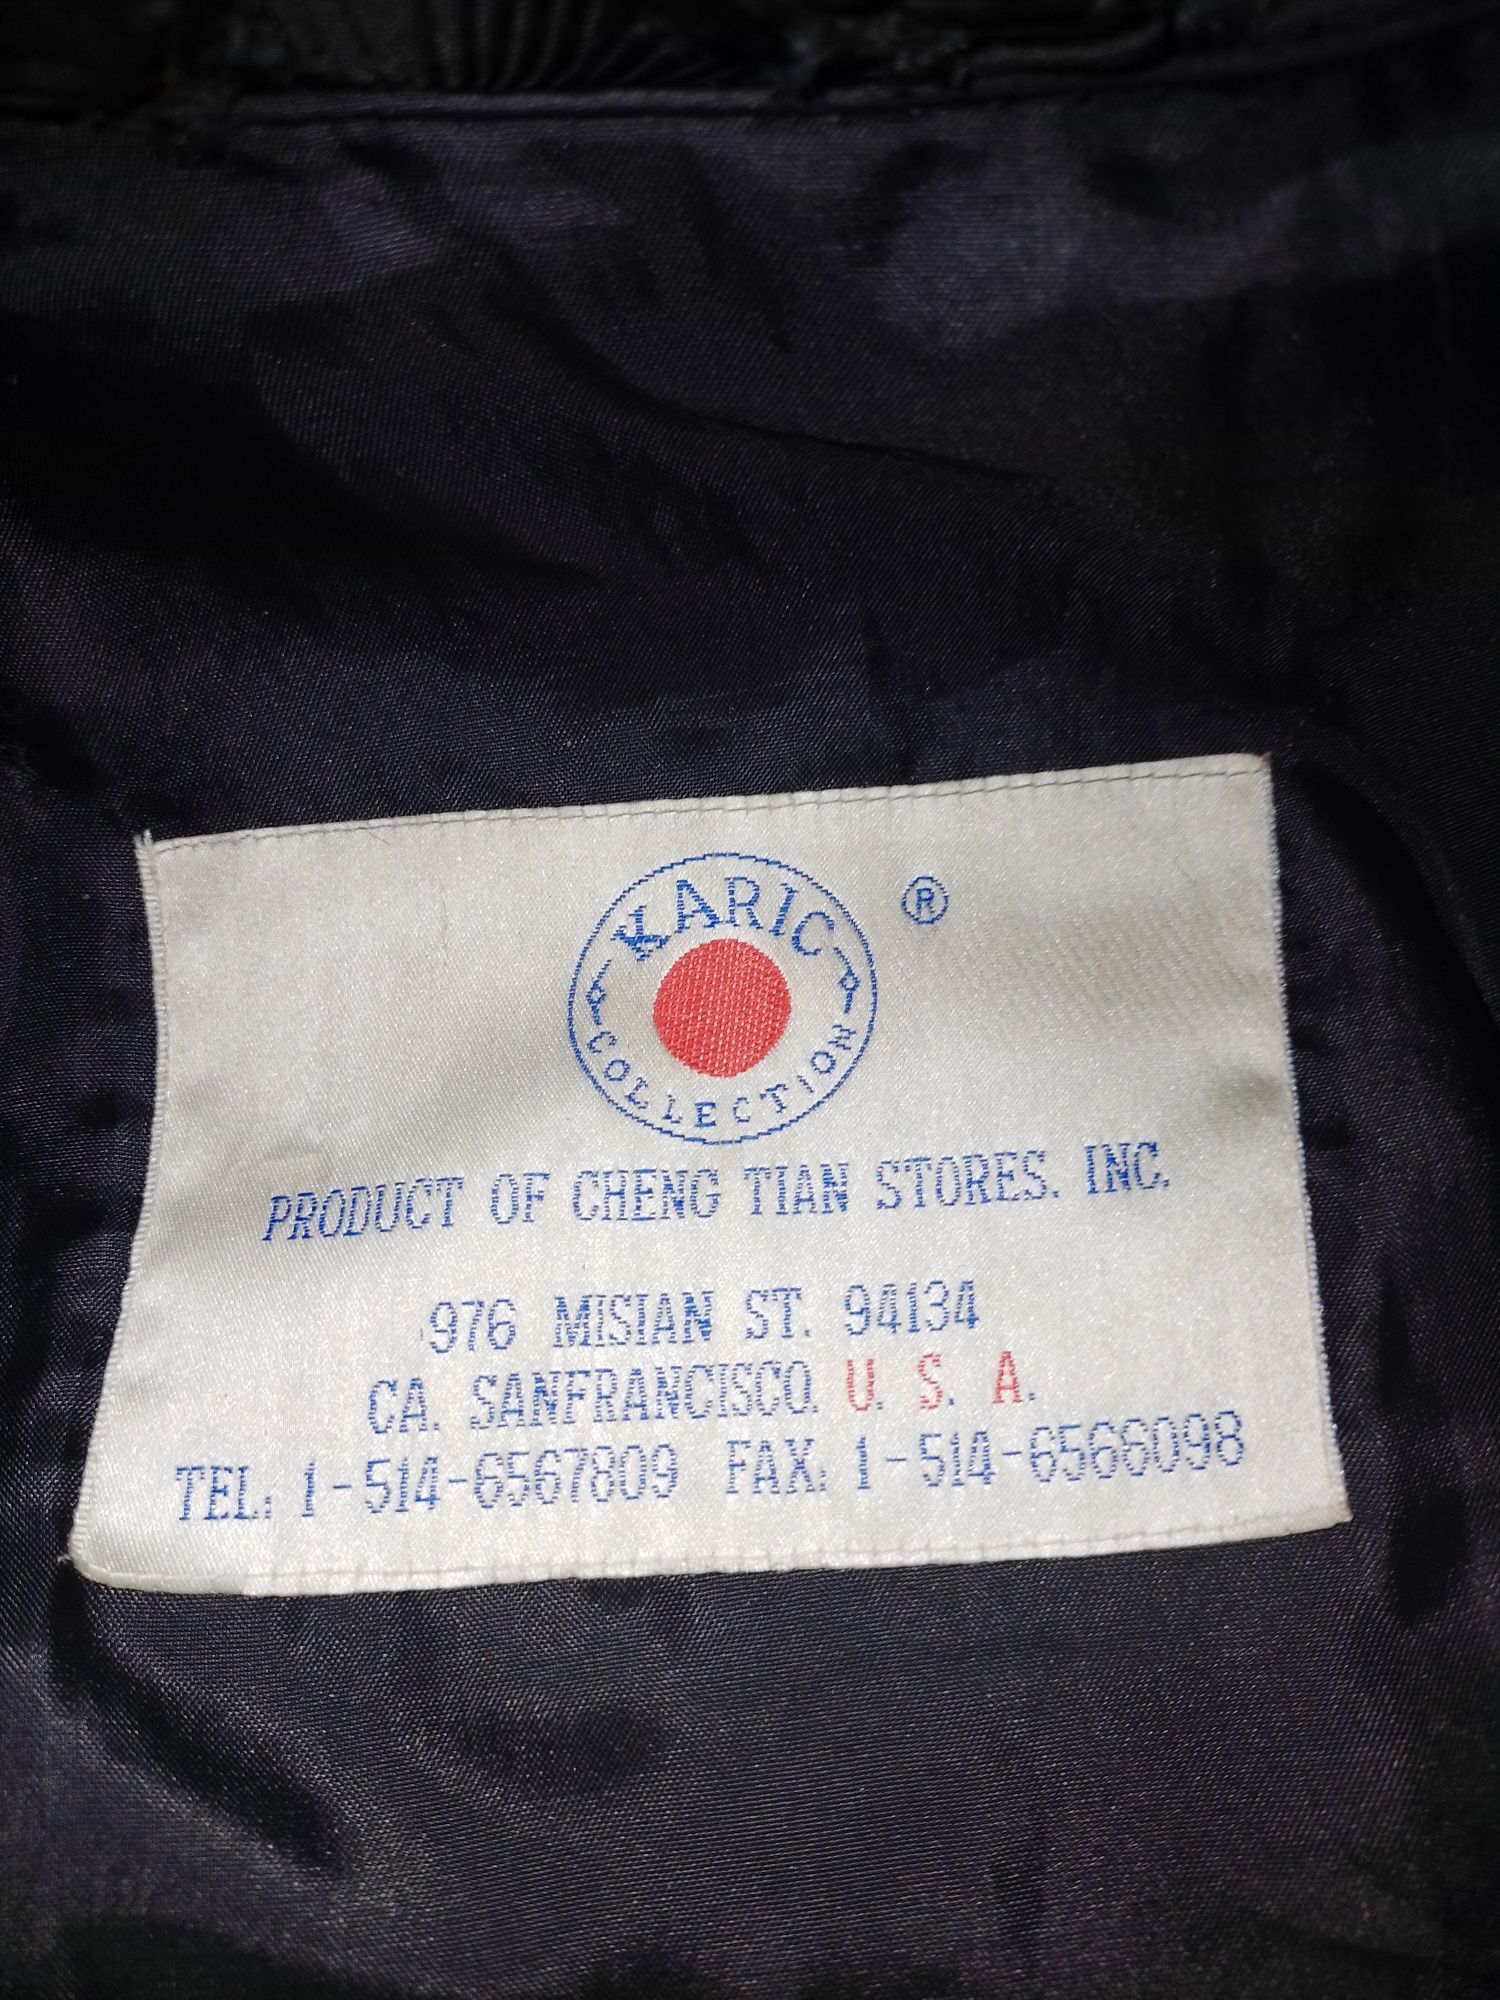 KARIC
®
COLLECTION
PRODUCT OF CHENG TIAN STORES. INC.
976 MISIAN ST. 94134
CA. SANFRANCISCO. U. S. A.
TEL. 1-514-6567809 FAX. 1-514-6566098